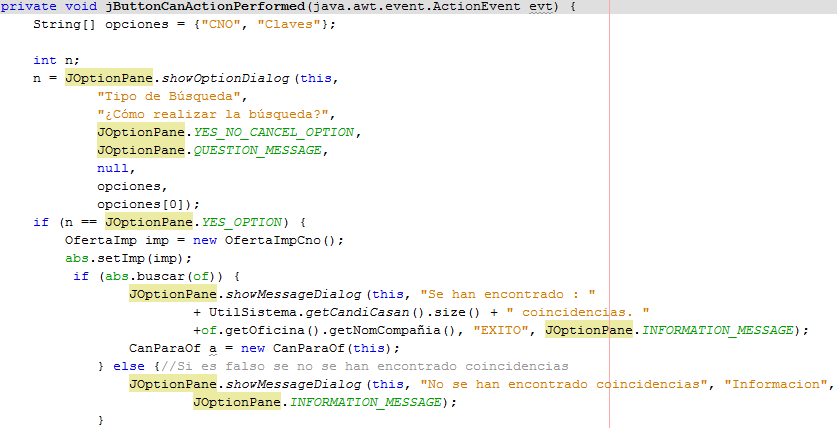 private void jButtonCanActionPerformed(java.awt.event.ActionEvent evt) {
String[] opciones = {"CNO", "Claves"};
int n;
n = JOptionPane.showOptionDialog(this,
"Tipo de Búsqueda",
"¿Cómo realizar la búsqueda?",
JOptionPane.YES_NO_CANCEL_OPTION,
JOptionPane.QUESTION_MESSAGE,
null,
opciones,
opciones[0]);
if (n == JOptionPane.YES_OPTION) {
OfertaImp imp = new OfertaImpCno();
abs.setImp(imp);
if (abs.buscar(of)) {
JOptionPane.showMessageDialog(this, "Se han encontrado : "
+ UtilSistema.getCandiCasan().size() + " coincidencias. "
+of.getOficina().getNomCompañia(), "EXITO", JOptionPane.INFORMATION_MESSAGE);
CanParaOf a = new CanParaOf(this);
} else {//Si es falso se no se han encontrado coincidencias
JOptionPane.showMessageDialog(this, "No se han encontrado coincidencias", "Informacion",
JOptionPane.INFORMATION_MESSAGE);
}